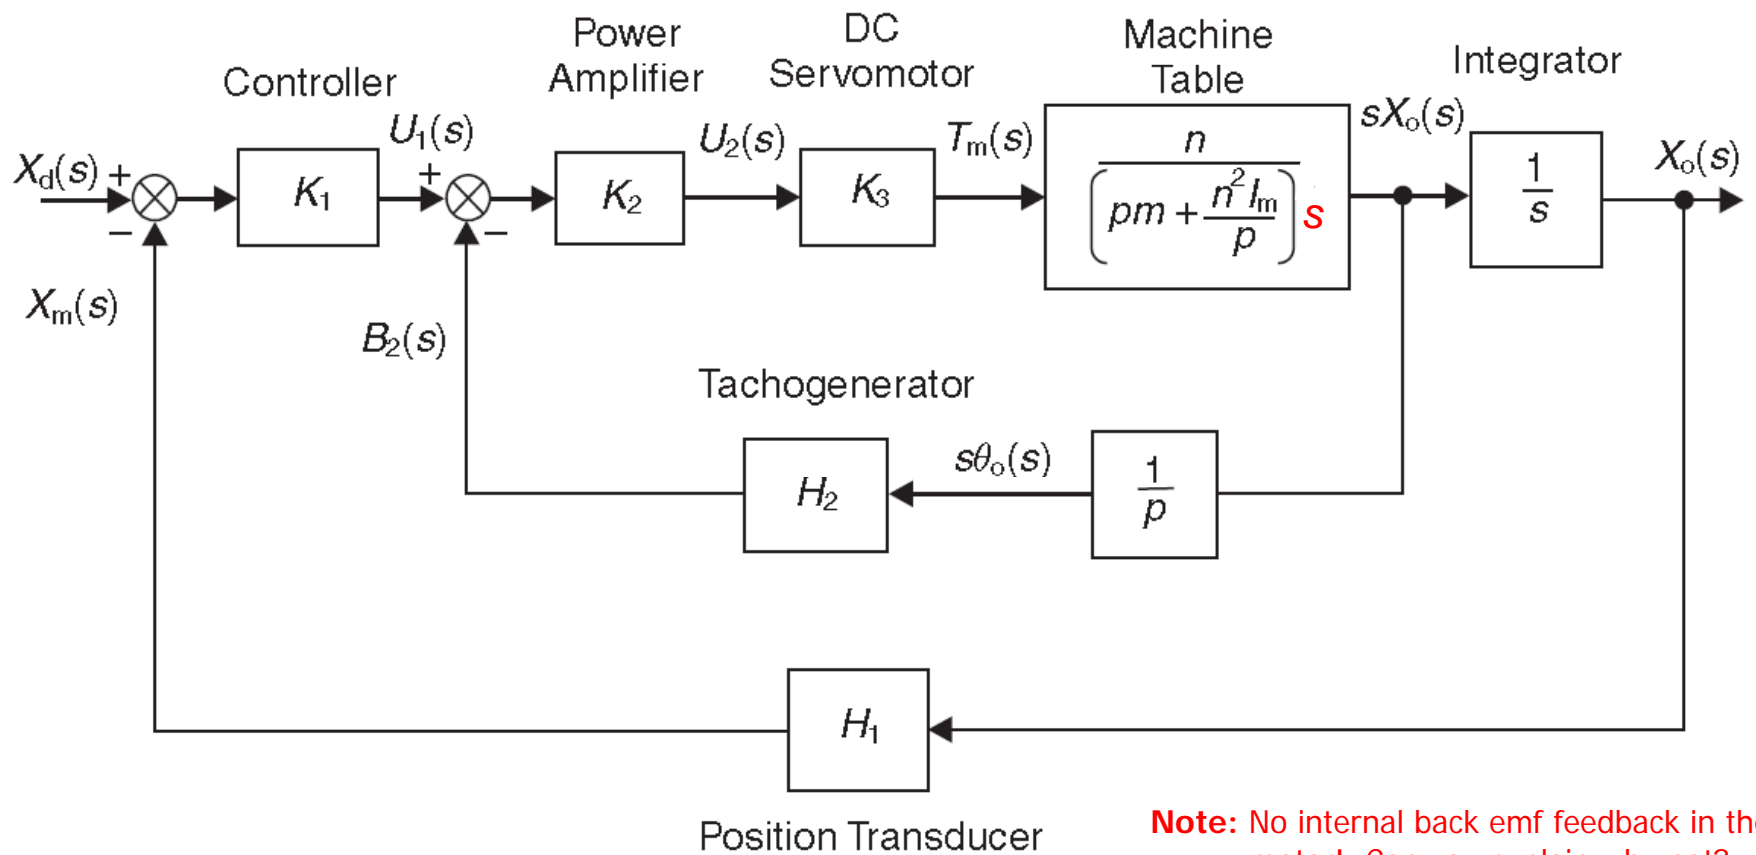 Controller
Power
Amplifier
DC
Servomotor
Machine
Table
Integrator
Xd(s) +
−
K1
U1(s)
+
−
K2
U2(s)
K3
Tm(s)
n
(pm + n²Im/p) s
sXo(s)
1
s
Xo(s)
Xm(s)
B2(s)
Tachogenerator
H2
sθo(s)
1
p
H1
Position Transducer
Note: No internal back emf feedback in the